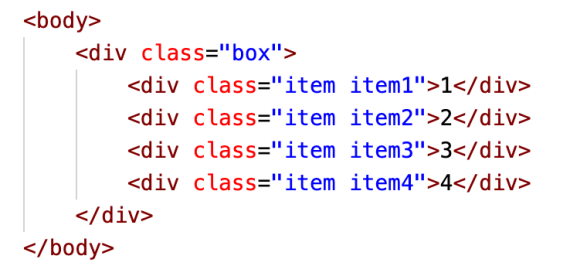 <body>
<div class="box">
<div class="item item1">1</div>
<div class="item item2">2</div>
<div class="item item3">3</div>
<div class="item item4">4</div>
</div>
</body>